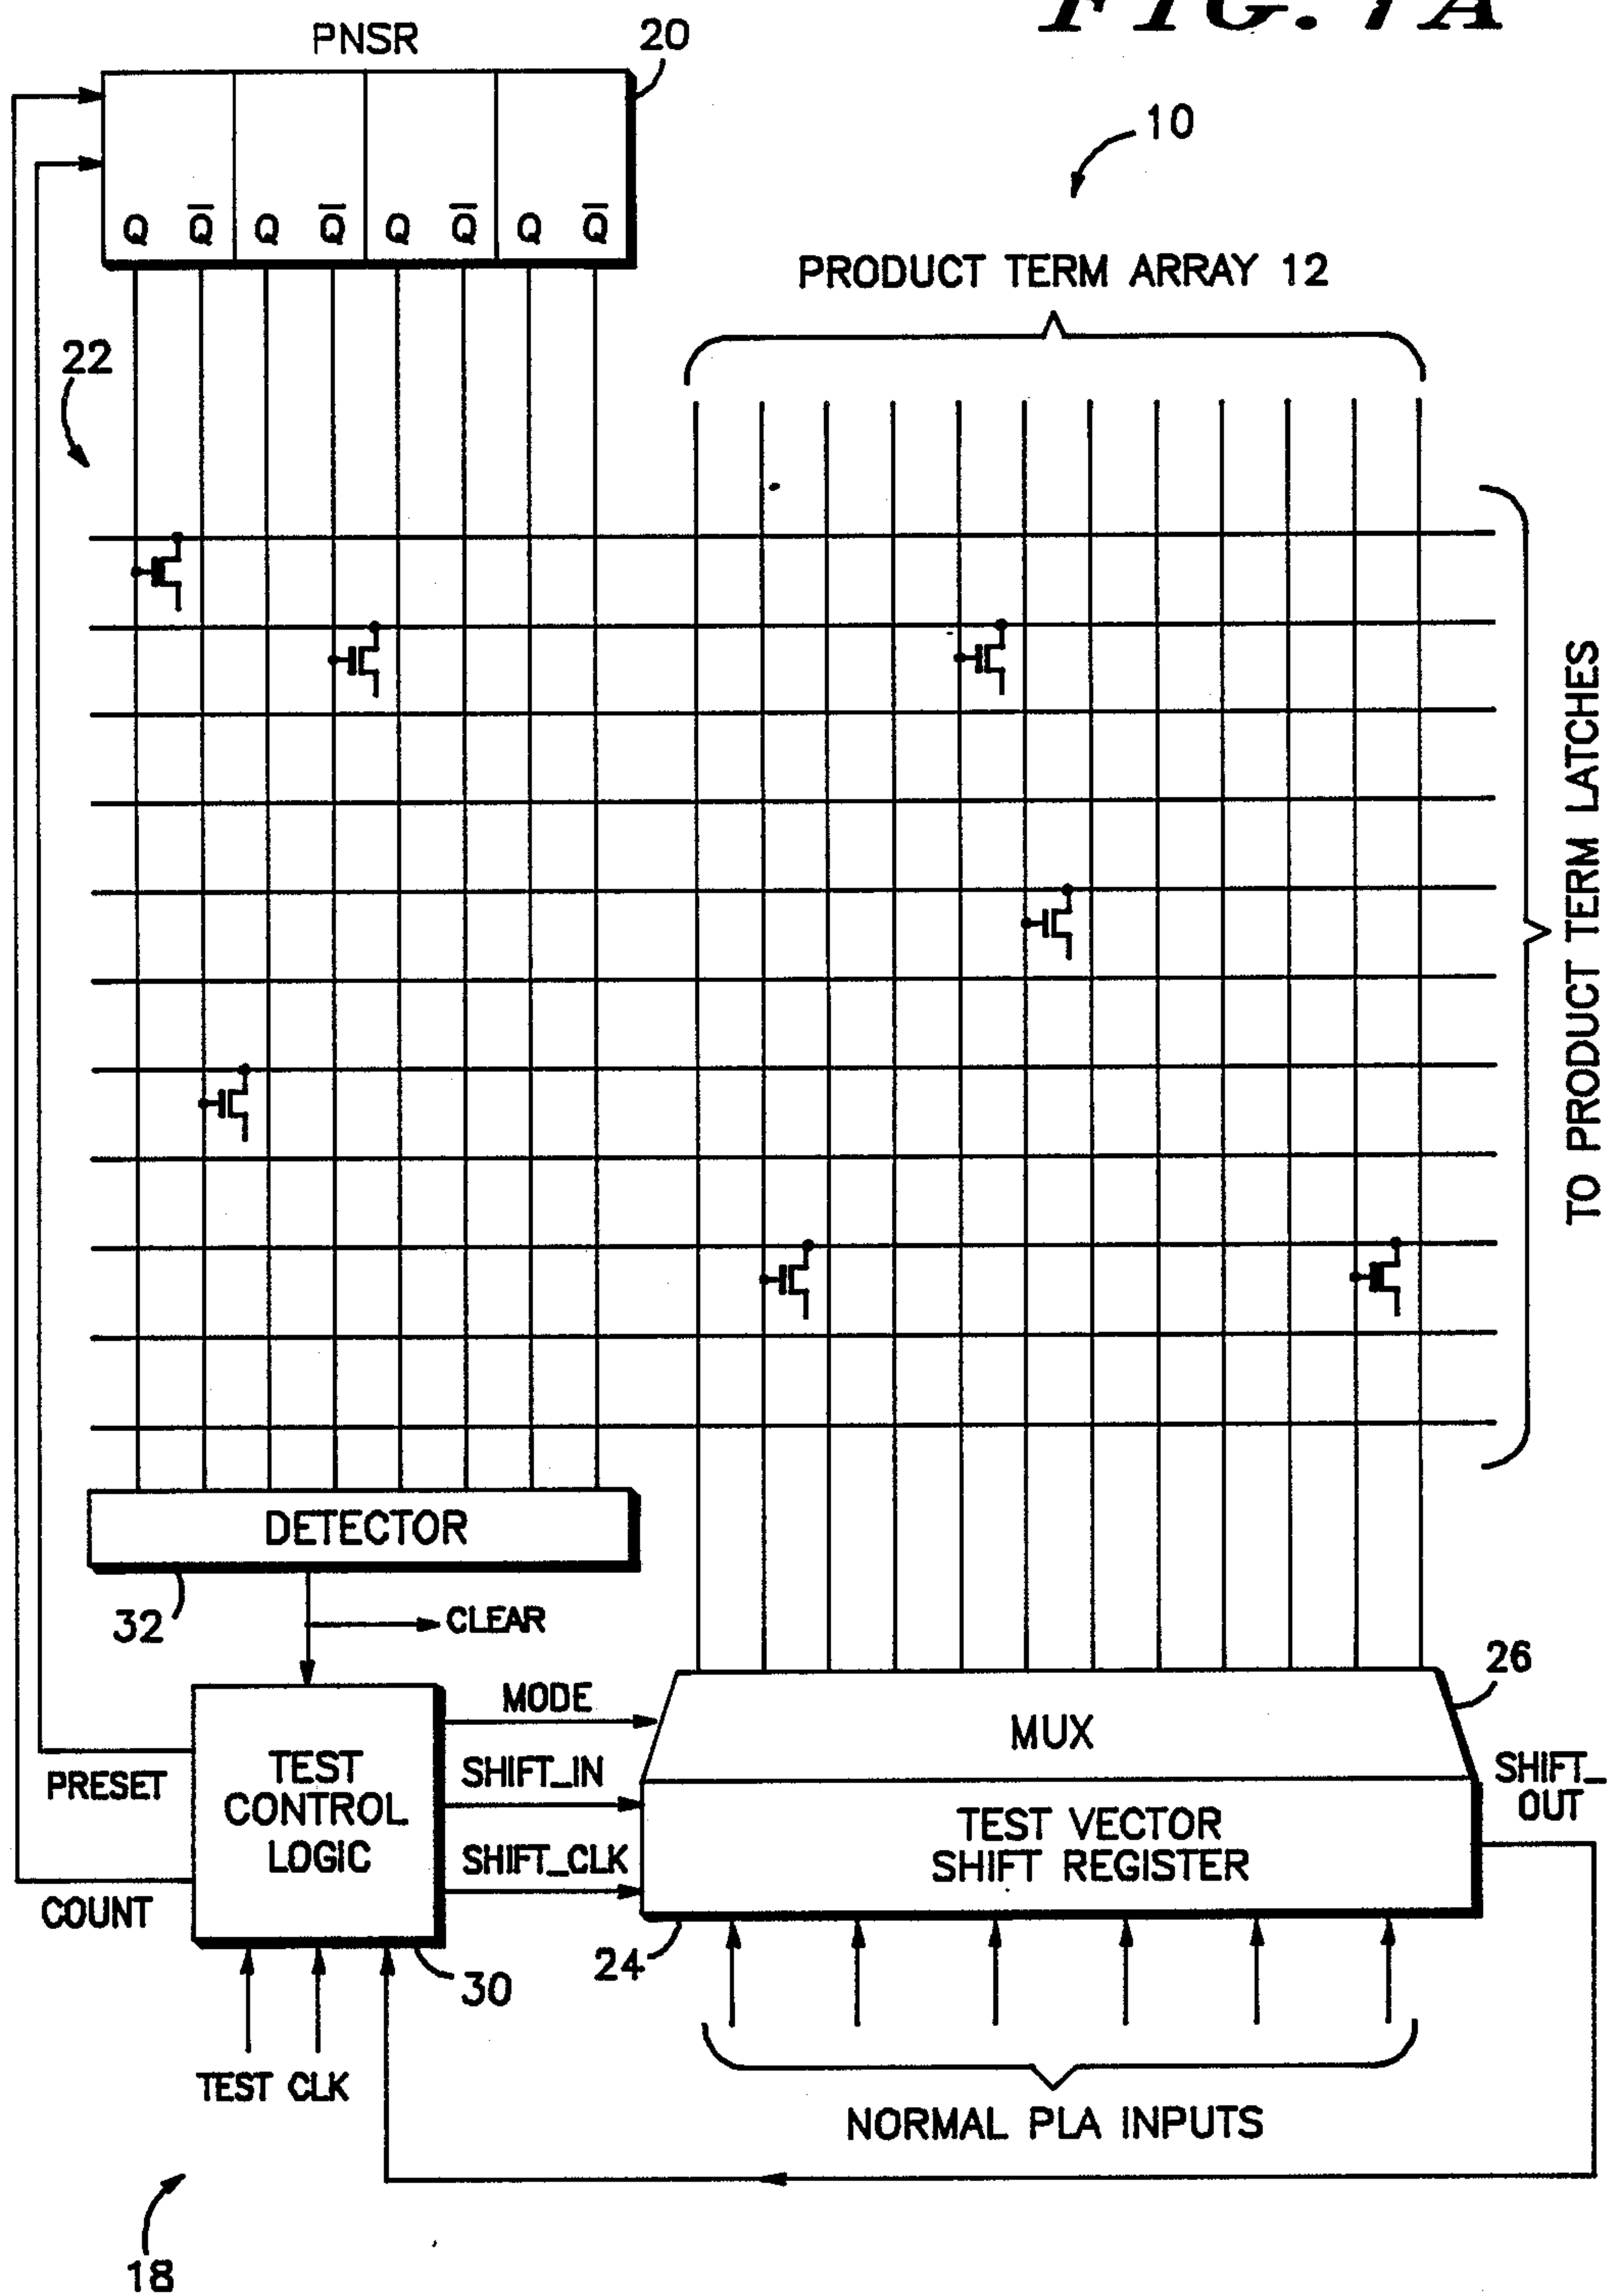 FIG. 7A
PNSR
20
10
Q Q̅ Q Q̅ Q Q̅ Q Q̅
PRODUCT TERM ARRAY 12
22
TO PRODUCT TERM LATCHES
DETECTOR
32
CLEAR
26
MODE
MUX
SHIFT_IN
SHIFT_
OUT
PRESET
TEST
CONTROL
LOGIC
TEST VECTOR
SHIFT REGISTER
SHIFT_CLK
COUNT
24
30
TEST CLK
NORMAL PLA INPUTS
18